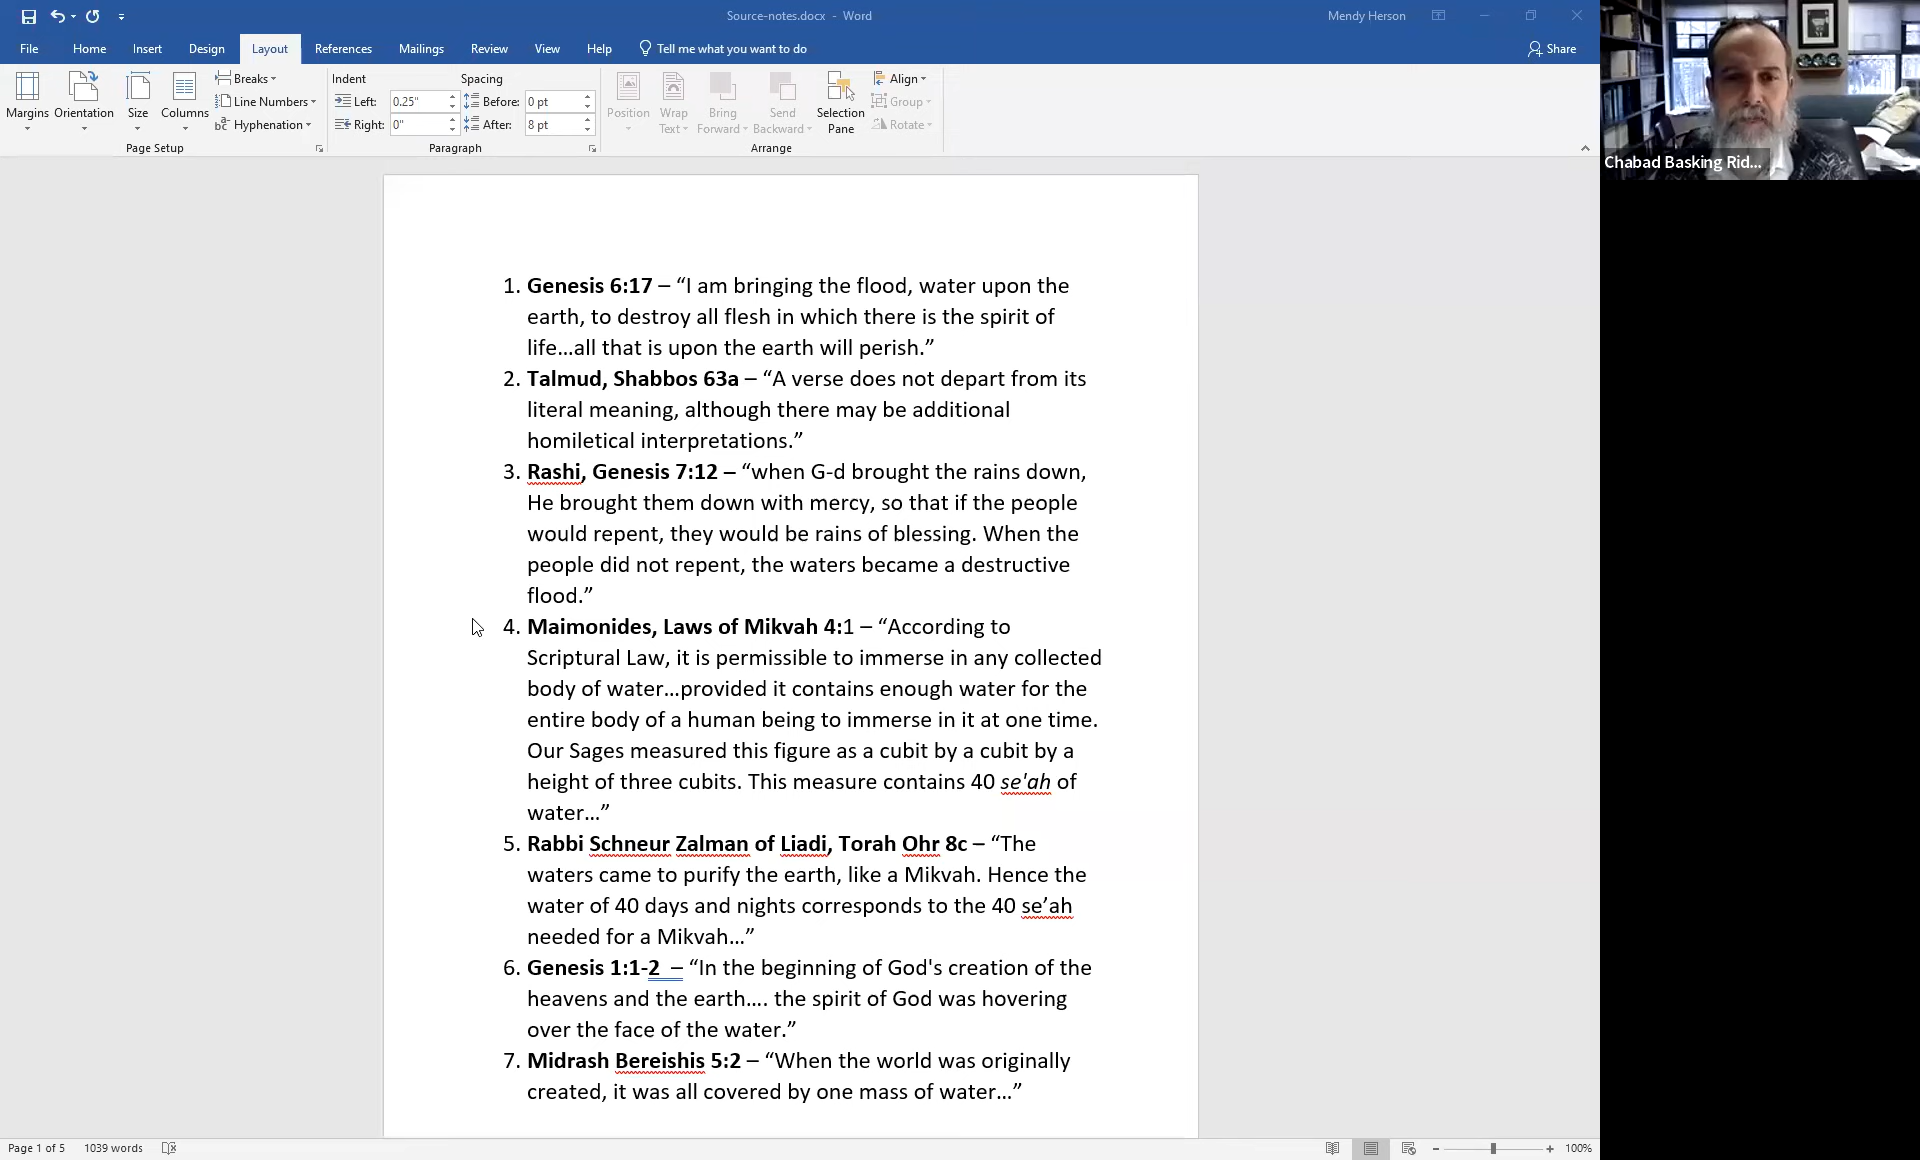 Source-notes.docx - Word
Mendy Herson
File Home Insert Design Layout References Mailings Review View Help Tell me what you want to do Share
Margins
Orientation
Size
Columns
Breaks
Line Numbers
Hyphenation
Page Setup
Indent
Left: 0.25"
Right: 0"
Spacing
Before: 0 pt
After: 8 pt
Paragraph
Position
Wrap
Text
Bring
Forward
Send
Backward
Selection
Pane
Align
Group
Rotate
Arrange
Chabad Basking Rid...
1. Genesis 6:17 – “I am bringing the flood, water upon the
earth, to destroy all flesh in which there is the spirit of
life...all that is upon the earth will perish.”
2. Talmud, Shabbos 63a – “A verse does not depart from its
literal meaning, although there may be additional
homiletical interpretations.”
3. Rashi, Genesis 7:12 – “when G-d brought the rains down,
He brought them down with mercy, so that if the people
would repent, they would be rains of blessing. When the
people did not repent, the waters became a destructive
flood.”
4. Maimonides, Laws of Mikvah 4:1 – “According to
Scriptural Law, it is permissible to immerse in any collected
body of water...provided it contains enough water for the
entire body of a human being to immerse in it at one time.
Our Sages measured this figure as a cubit by a cubit by a
height of three cubits. This measure contains 40 se'ah of
water...”
5. Rabbi Schneur Zalman of Liadi, Torah Ohr 8c – “The
waters came to purify the earth, like a Mikvah. Hence the
water of 40 days and nights corresponds to the 40 se’ah
needed for a Mikvah...”
6. Genesis 1:1-2 – “In the beginning of God's creation of the
heavens and the earth.... the spirit of God was hovering
over the face of the water.”
7. Midrash Bereishis 5:2 – “When the world was originally
created, it was all covered by one mass of water...”
Page 1 of 5 1039 words 100%